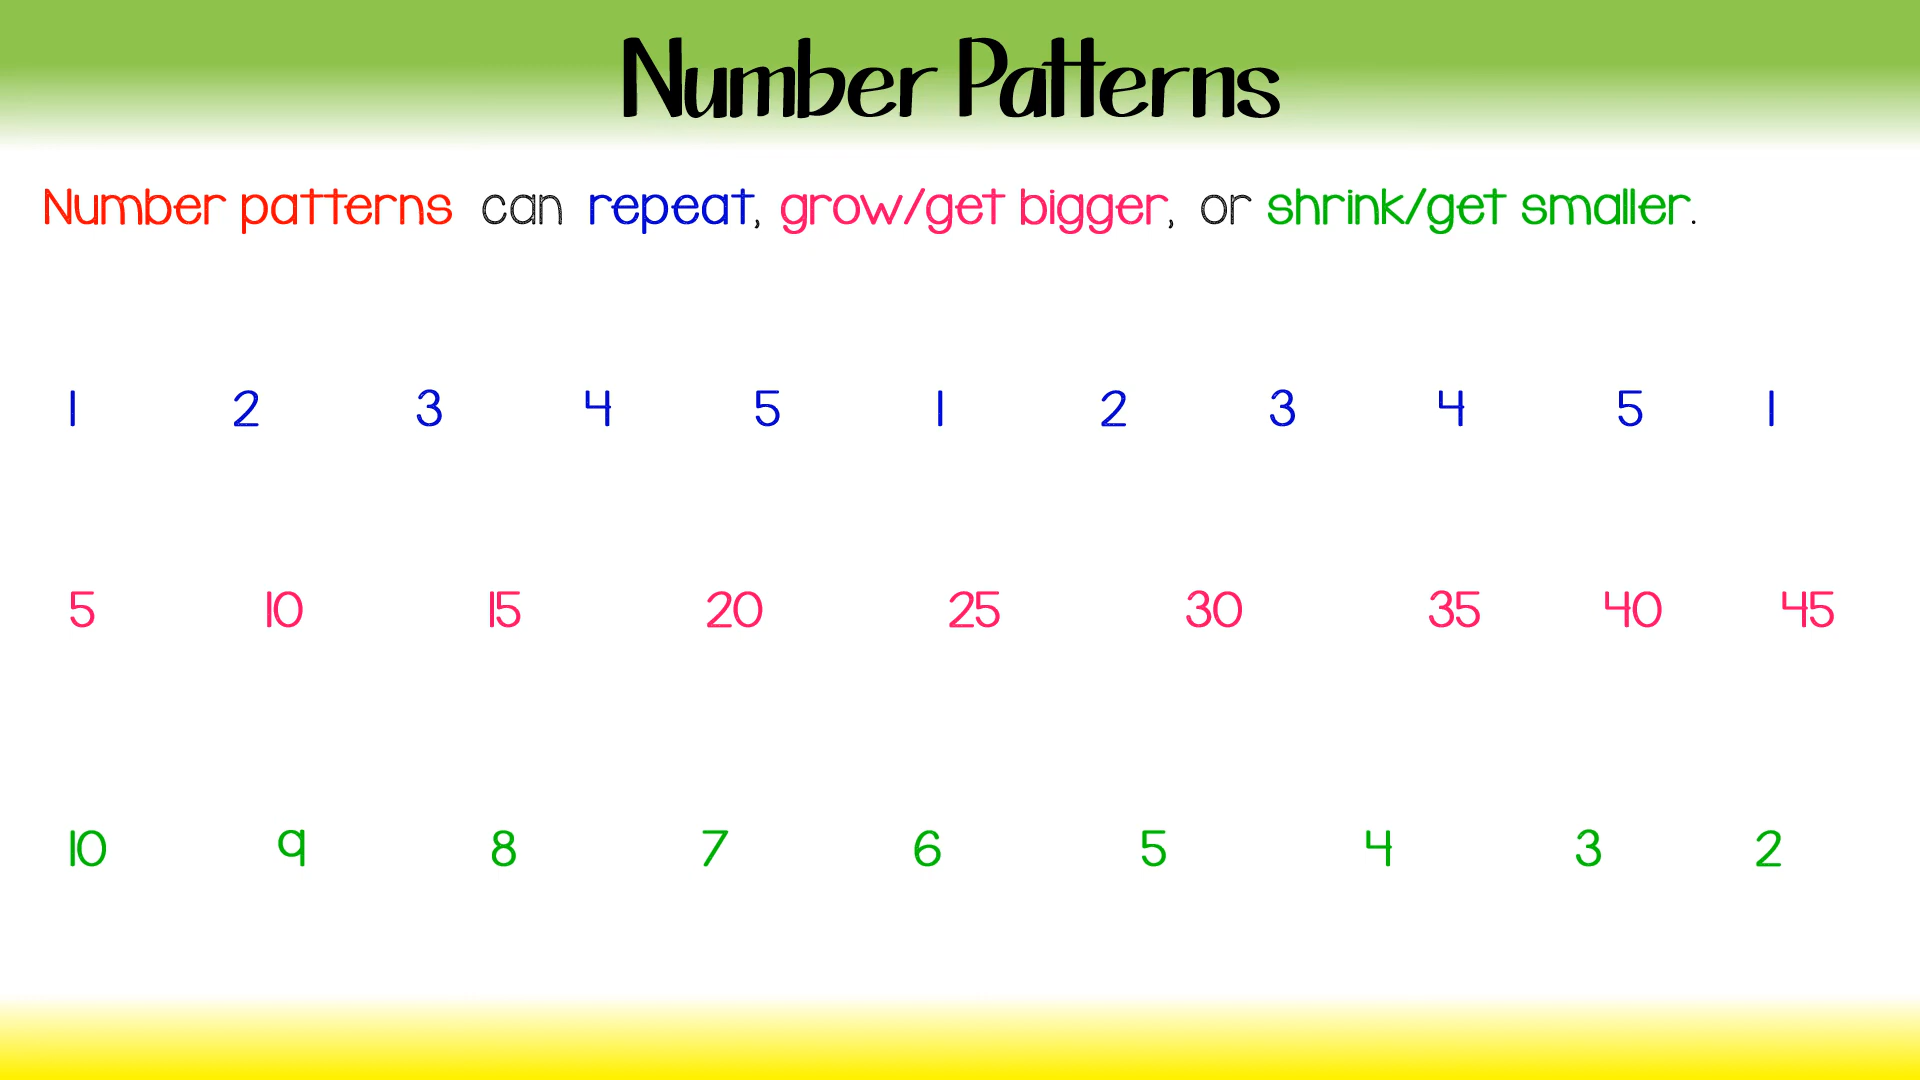 Number Patterns
Number patterns can repeat, grow/get bigger, or shrink/get smaller.
1 2 3 4 5 1 2 3 4 5 1
5 10 15 20 25 30 35 40 45
10 9 8 7 6 5 4 3 2